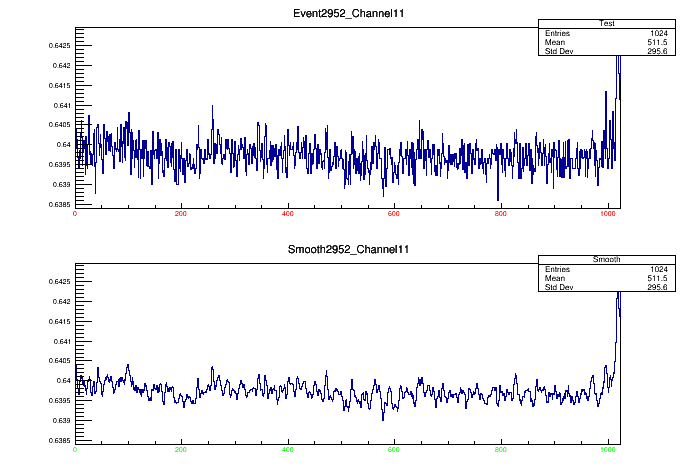 Event2952_Channel11
Test
Entries 1024
Mean 511.5
Std Dev 295.6
0.6425
0.642
0.6415
0.641
0.6405
0.64
0.6395
0.639
0.6385
0 200 400 600 800 1000
Smooth2952_Channel11
Smooth
Entries 1024
Mean 511.5
Std Dev 295.6
0.6425
0.642
0.6415
0.641
0.6405
0.64
0.6395
0.639
0.6385
0 200 400 600 800 1000